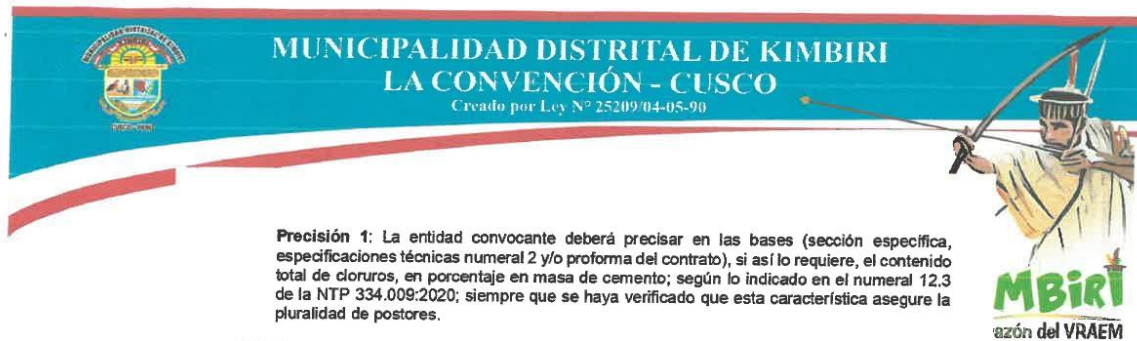 MUNICIPALIDAD DISTRITAL DE KIMBIRI
LA CONVENCIÓN - CUSCO
Creado por Ley Nº 25209/04-05-90
CUSCO - PERÚ
Precisión 1: La entidad convocante deberá precisar en las bases (sección específica,
especificaciones técnicas numeral 2 y/o proforma del contrato), si así lo requiere, el contenido
total de cloruros, en porcentaje en masa de cemento; según lo indicado en el numeral 12.3
de la NTP 334.009:2020; siempre que se haya verificado que esta característica asegure la
pluralidad de postores.
MBiRi
azón del VRAEM